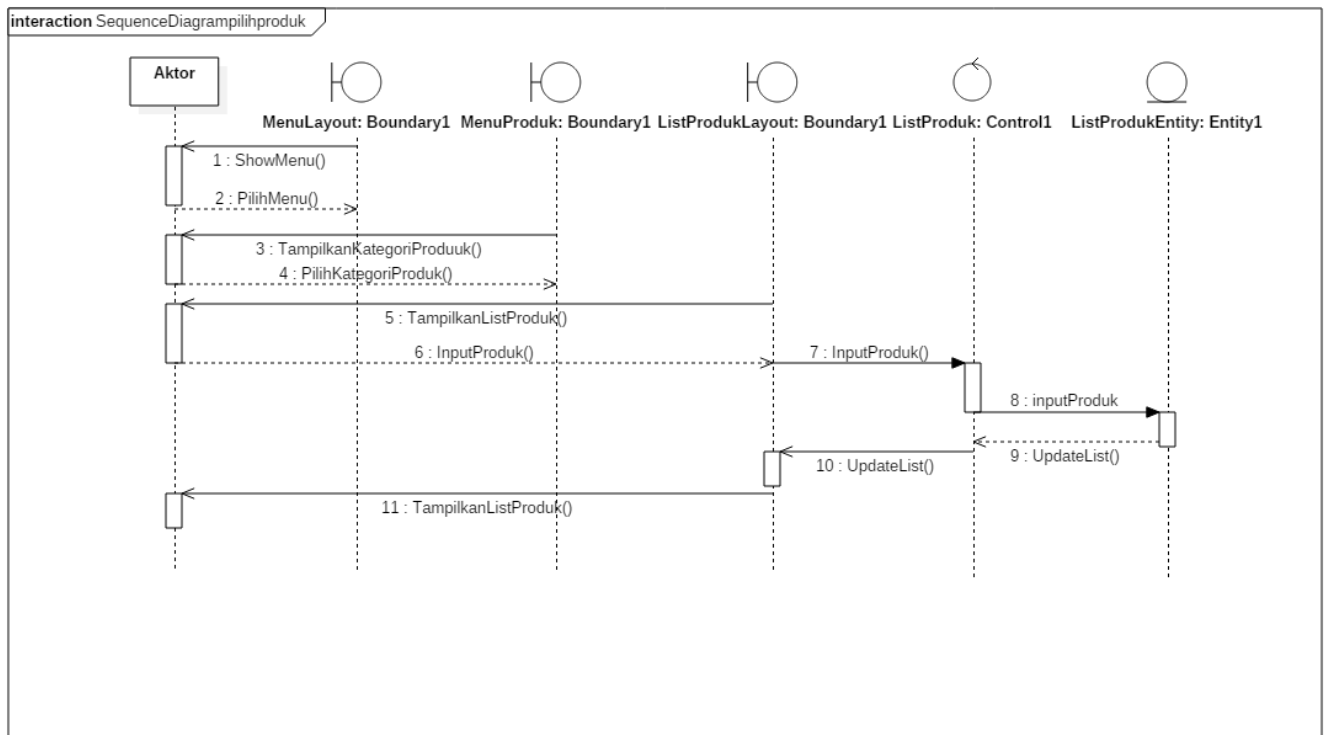 interaction SequenceDiagrampilihproduk
Aktor
MenuLayout: Boundary1
MenuProduk: Boundary1
ListProdukLayout: Boundary1
ListProduk: Control1
ListProdukEntity: Entity1
1 : ShowMenu()
2 : PilihMenu()
3 : TampilkanKategoriProduuk()
4 : PilihKategoriProduk()
5 : TampilkanListProduk()
6 : InputProduk()
7 : InputProduk()
8 : inputProduk
9 : UpdateList()
10 : UpdateList()
11 : TampilkanListProduk()